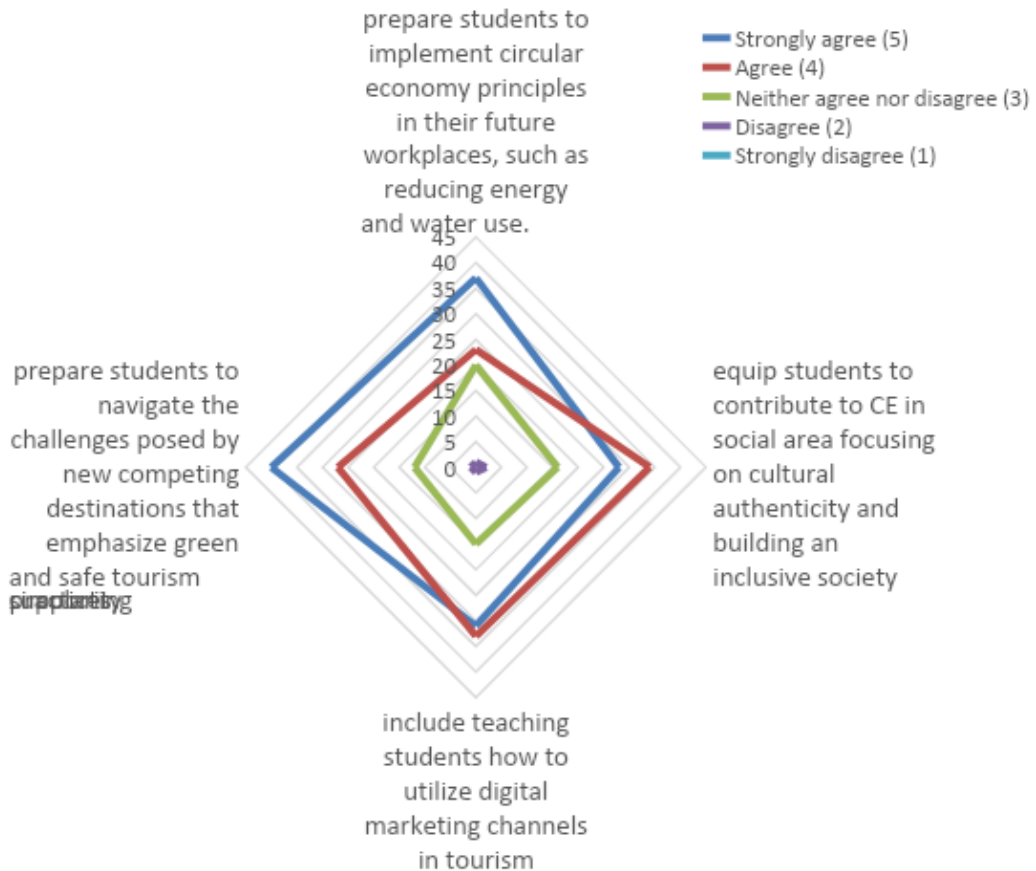 prepare students to
implement circular
economy principles
in their future
workplaces, such as
reducing energy
and water use.
Strongly agree (5)
Agree (4)
Neither agree nor disagree (3)
Disagree (2)
Strongly disagree (1)
45
40
35
30
25
20
15
10
5
0
prepare students to
navigate the
challenges posed by
new competing
destinations that
emphasize green
and safe tourism
equip students to
contribute to CE in
social area focusing
on cultural
authenticity and
building an
inclusive society
include teaching
students how to
utilize digital
marketing channels
in tourism